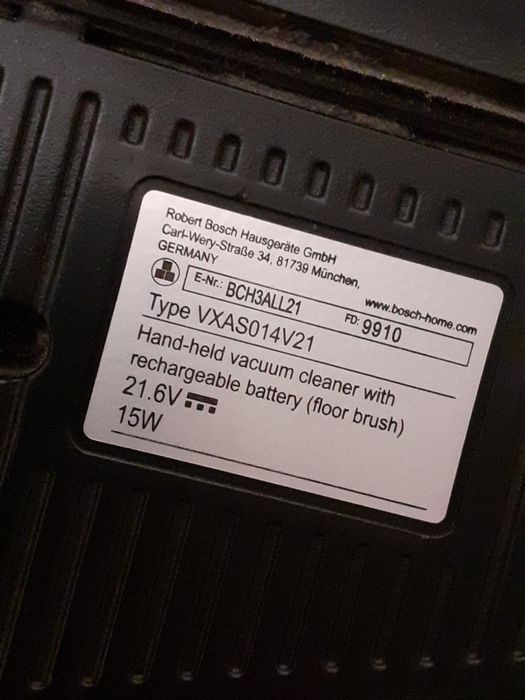 Robert Bosch Hausgeräte GmbH
Carl-Wery-Straße 34, 81739 München,
GERMANY
www.bosch-home.com
E-Nr.: BCH3ALL21 FD: 9910
Type VXAS014V21
Hand-held vacuum cleaner with
rechargeable battery (floor brush)
21.6V
15W